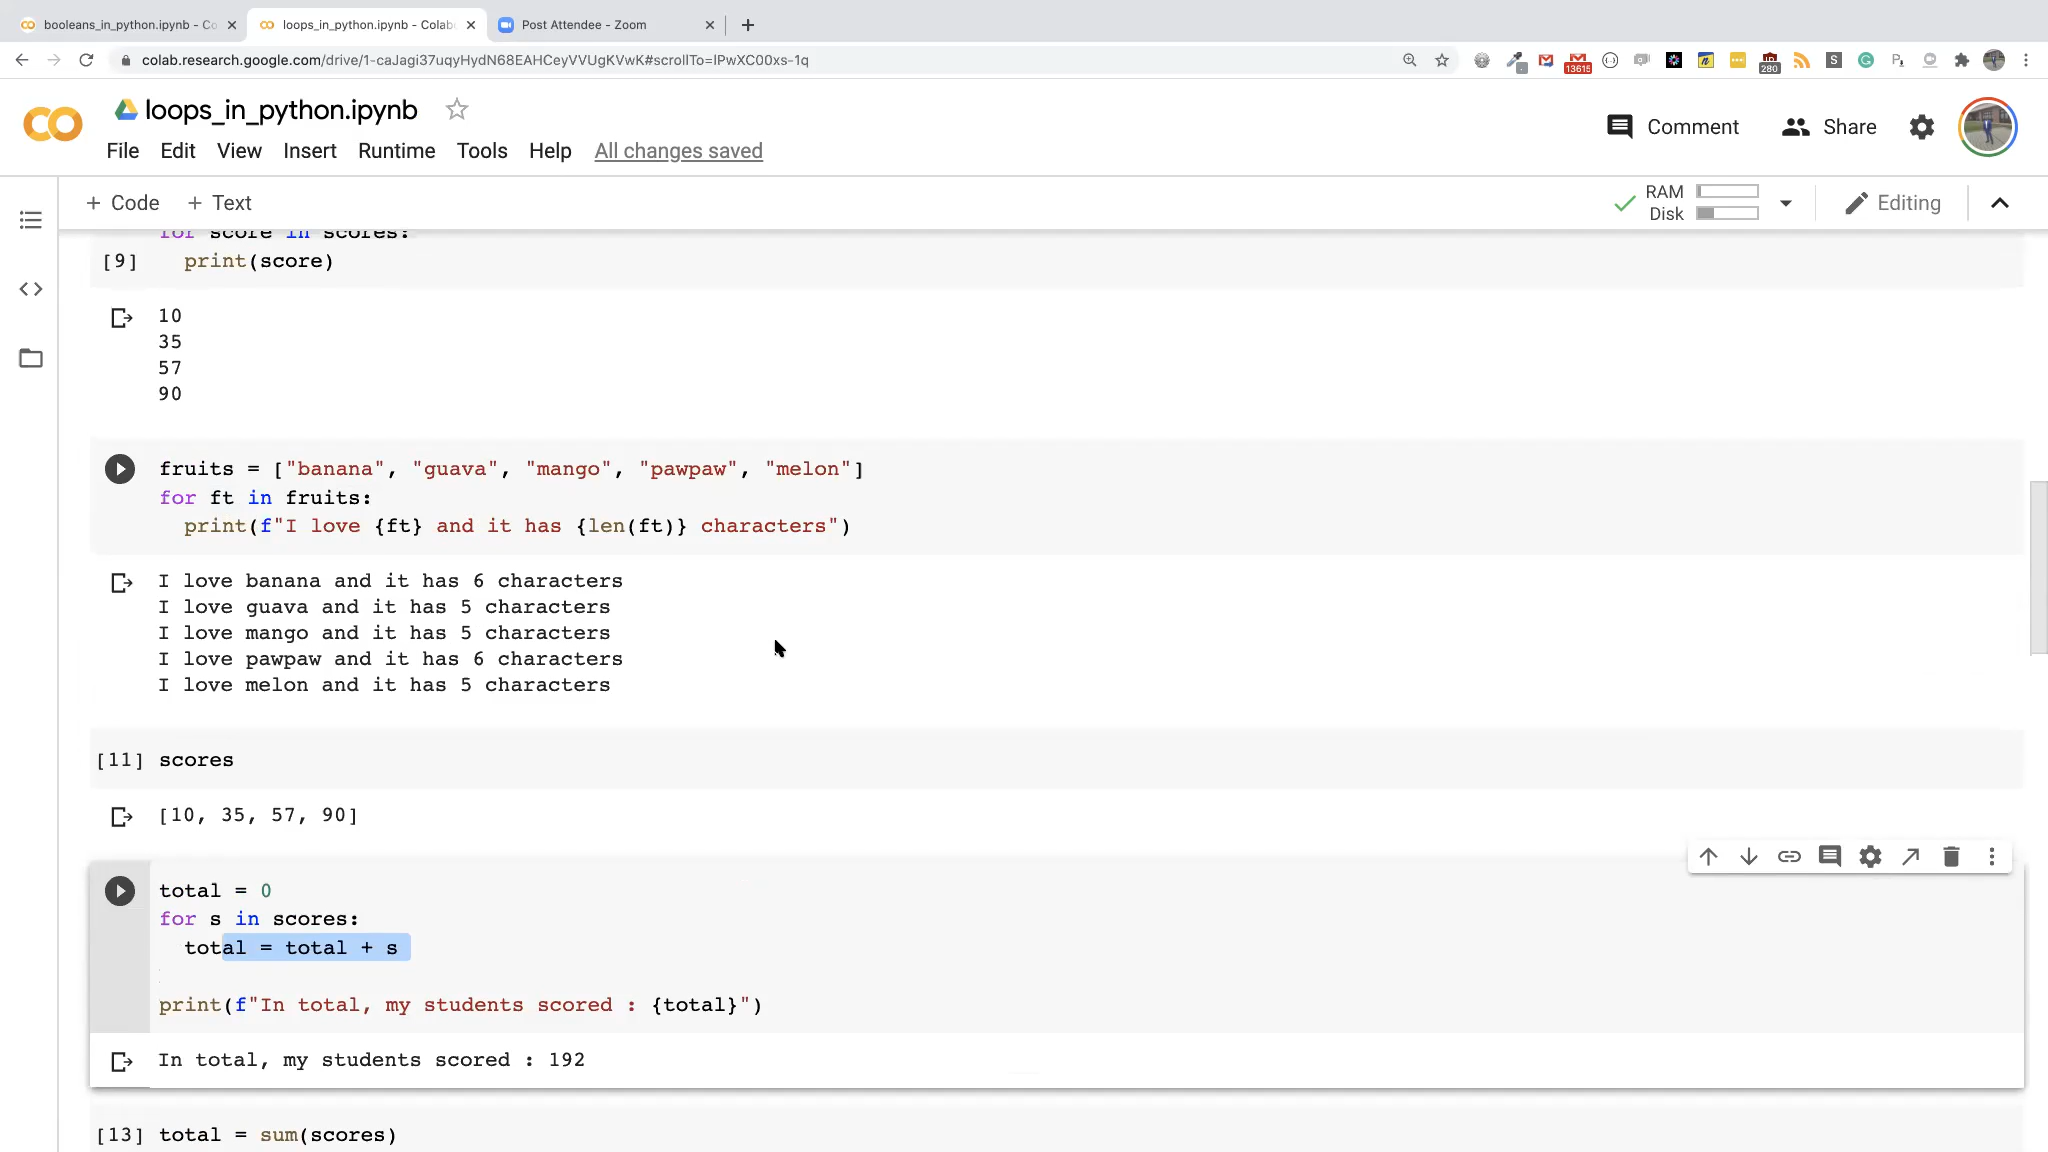 booleans_in_python.ipynb - Co
loops_in_python.ipynb - Colab
Post Attendee - Zoom
colab.research.google.com/drive/1-caJagi37uqyHydN68EAHCeyVVUgKVwK#scrollTo=IPwXC00xs-1q
13615
280
loops_in_python.ipynb
Comment
Share
File Edit View Insert Runtime Tools Help All changes saved
+ Code + Text
RAM
Disk
Editing
for score in scores:
[9] print(score)
10
35
57
90
fruits = ["banana", "guava", "mango", "pawpaw", "melon"]
for ft in fruits:
print(f"I love {ft} and it has {len(ft)} characters")
I love banana and it has 6 characters
I love guava and it has 5 characters
I love mango and it has 5 characters
I love pawpaw and it has 6 characters
I love melon and it has 5 characters
[11] scores
[10, 35, 57, 90]
total = 0
for s in scores:
total = total + s
print(f"In total, my students scored : {total}")
In total, my students scored : 192
[13] total = sum(scores)